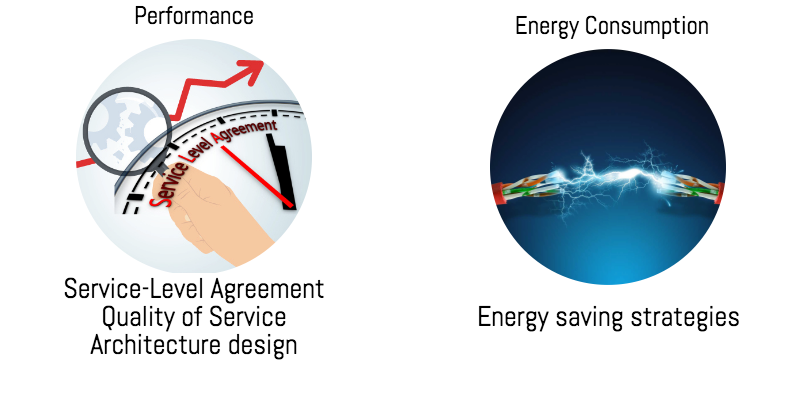 Performance
Energy Consumption
Service Level Agreement
Service-Level Agreement
Quality of Service
Architecture design
Energy saving strategies